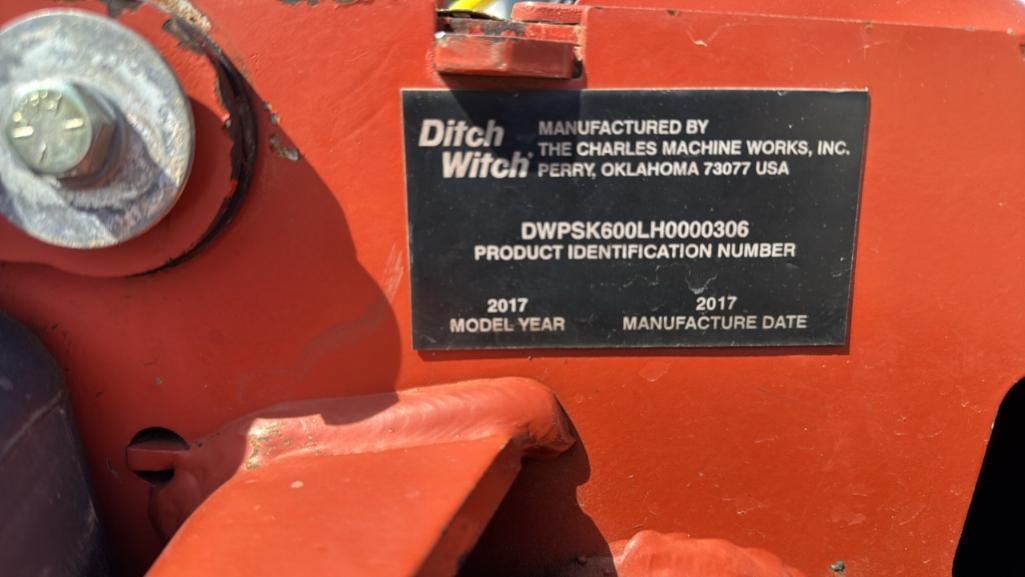 Ditch
Witch®
MANUFACTURED BY
THE CHARLES MACHINE WORKS, INC.
PERRY, OKLAHOMA 73077 USA
DWPSK600LH0000306
PRODUCT IDENTIFICATION NUMBER
2017
MODEL YEAR
2017
MANUFACTURE DATE